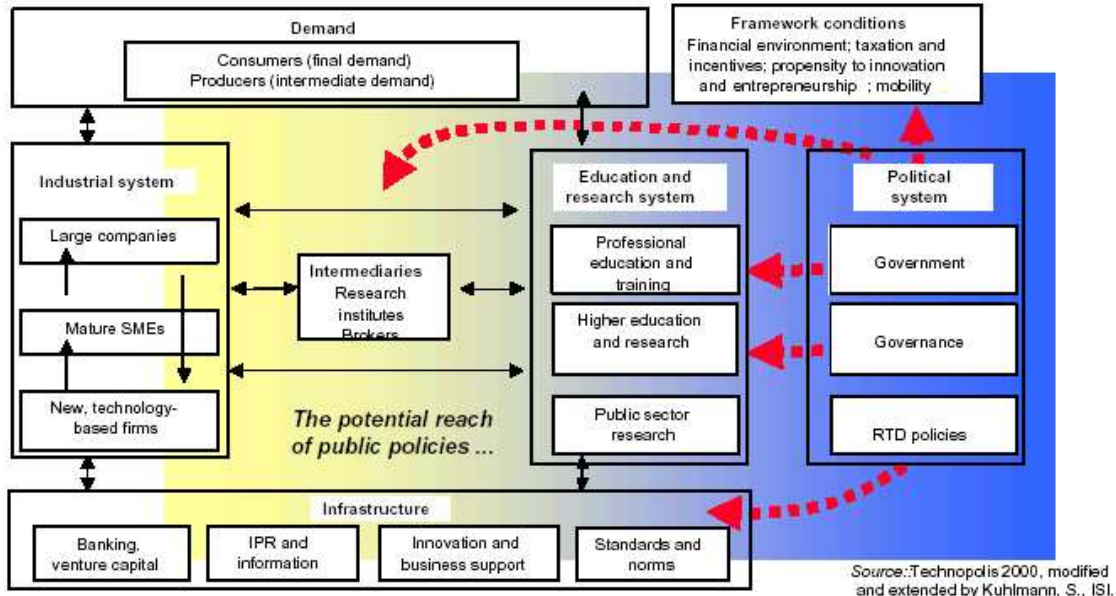 Demand
Consumers (final demand)
Producers (intermediate demand)
Framework conditions
Financial environment; taxation and
incentives; propensity to innovation
and entrepreneurship ; mobility
Industrial system
Large companies
Mature SMEs
New, technology-
based firms
Intermediaries
Research
institutes
Brokers
The potential reach
of public policies ...
Education and
research system
Professional
education and
training
Higher education
and research
Public sector
research
Political
system
Government
Governance
RTD policies
Infrastructure
Banking,
venture capital
IPR and
information
Innovation and
business support
Standards and
norms
Source::Technopolis 2000, modified
and extended by Kuhlmann, S., ISI.